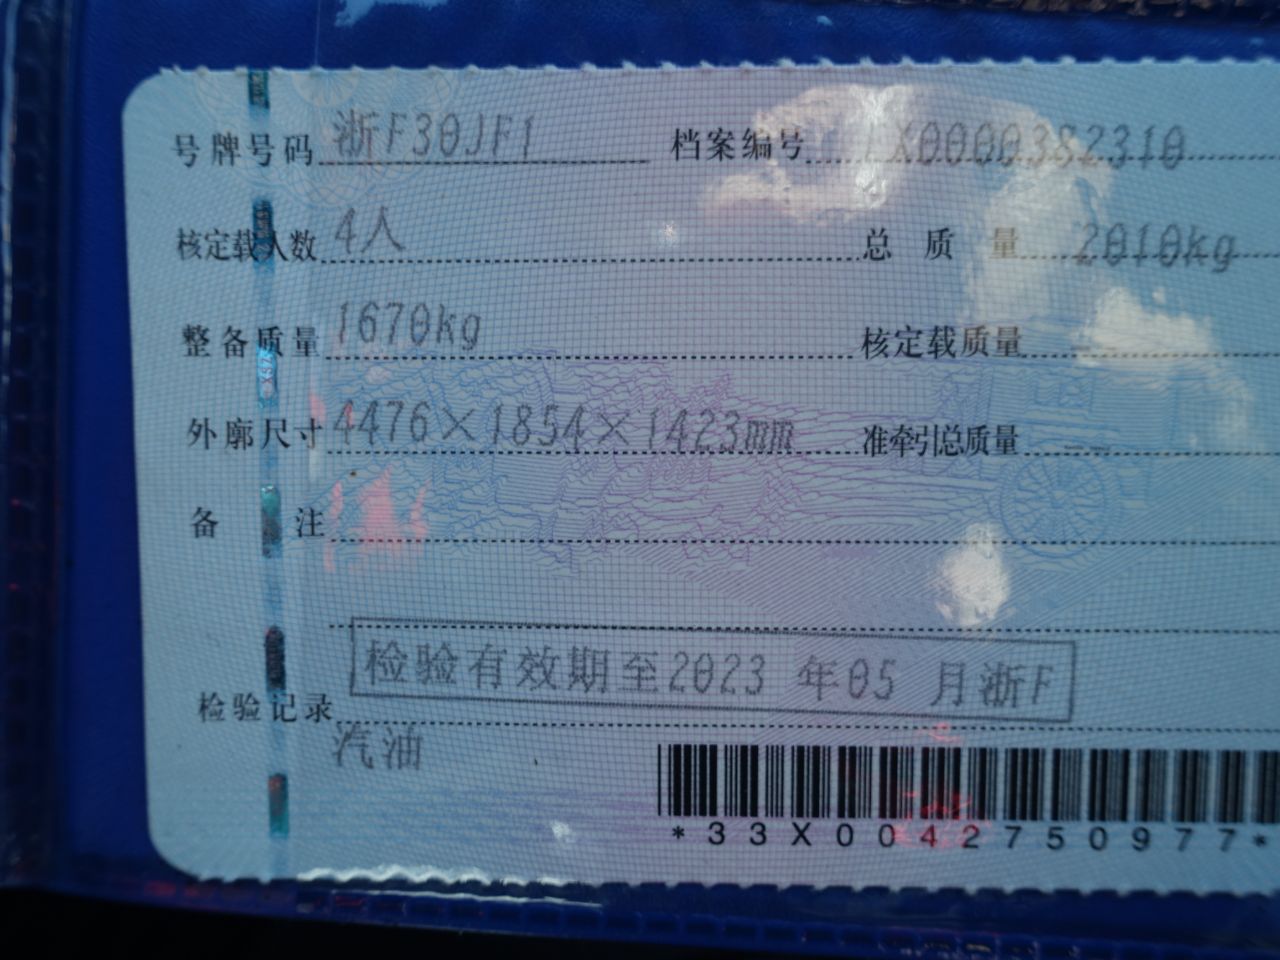 号牌号码 浙F30JF1 档案编号 X0000382310
核定载人数 4人 总质量 2010kg
整备质量 1670kg 核定载质量 --
外廓尺寸 4476×1854×1423mm 准牵引总质量 --
备注
检验有效期至2023 年05 月浙F
检验记录
汽油
*33X0042750977*